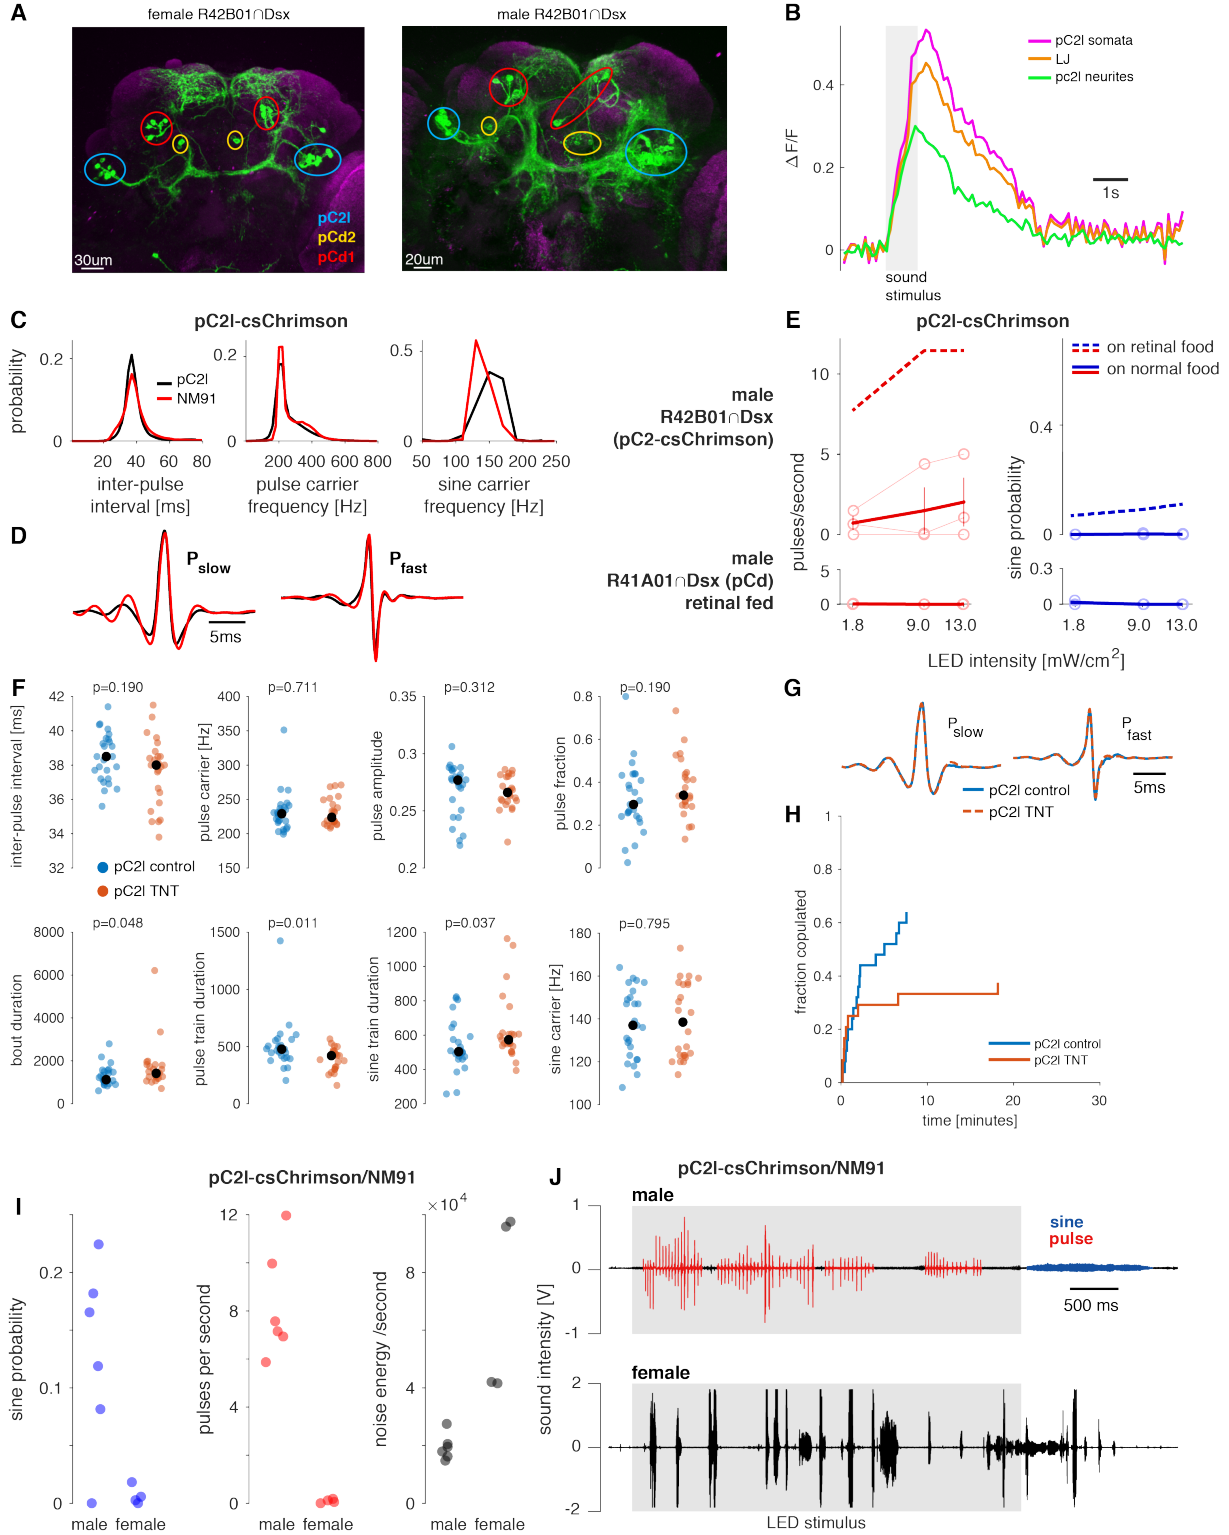 A
female R42B01∩Dsx
male R42B01∩Dsx
pC2l
pCd2
pCd1
30um
20um
B
pC2l somata
LJ
pc2l neurites
Δ F/F
0.4
0.2
0
1s
sound
stimulus
C
pC2l-csChrimson
probability
0.2
0
pC2l
NM91
20 40 60 80
inter-pulse
interval [ms]
0.2
0
200 400 600 800
pulse carrier
frequency [Hz]
0.5
0
50 100 150 200 250
sine carrier
frequency [Hz]
D
Pslow
5ms
Pfast
E
pC2l-csChrimson
male
R42B01∩Dsx
(pC2-csChrimson)
male
R41A01∩Dsx (pCd)
retinal fed
on retinal food
on normal food
pulses/second
10
5
0
5
0
1.8 9.0 13.0
sine probability
0.4
0
0.3
0
1.8 9.0 13.0
LED intensity [mW/cm2]
F
p=0.190
inter-pulse interval [ms]
42
40
38
36
34
32
pC2l control
pC2l TNT
p=0.711
pulse carrier [Hz]
400
350
300
250
200
150
p=0.312
pulse amplitude
0.35
0.3
0.25
0.2
p=0.190
pulse fraction
0.8
0.6
0.4
0.2
0
p=0.048
bout duration
8000
6000
4000
2000
0
p=0.011
pulse train duration
1500
1000
500
0
p=0.037
sine train duration
1200
1000
800
600
400
200
p=0.795
sine carrier [Hz]
180
160
140
120
100
G
Pslow
Pfast
5ms
pC2l control
pC2l TNT
H
fraction copulated
1
0.8
0.6
0.4
0.2
0
pC2l control
pC2l TNT
0 10 20 30
time [minutes]
I
pC2l-csChrimson/NM91
sine probability
0.2
0.1
0
male female
pulses per second
12
8
4
0
male female
×10^4
noise energy /second
8
4
0
male female
J
pC2l-csChrimson/NM91
male
sound intensity [V]
1
0
-1
sine
pulse
500 ms
female
2
0
-2
LED stimulus